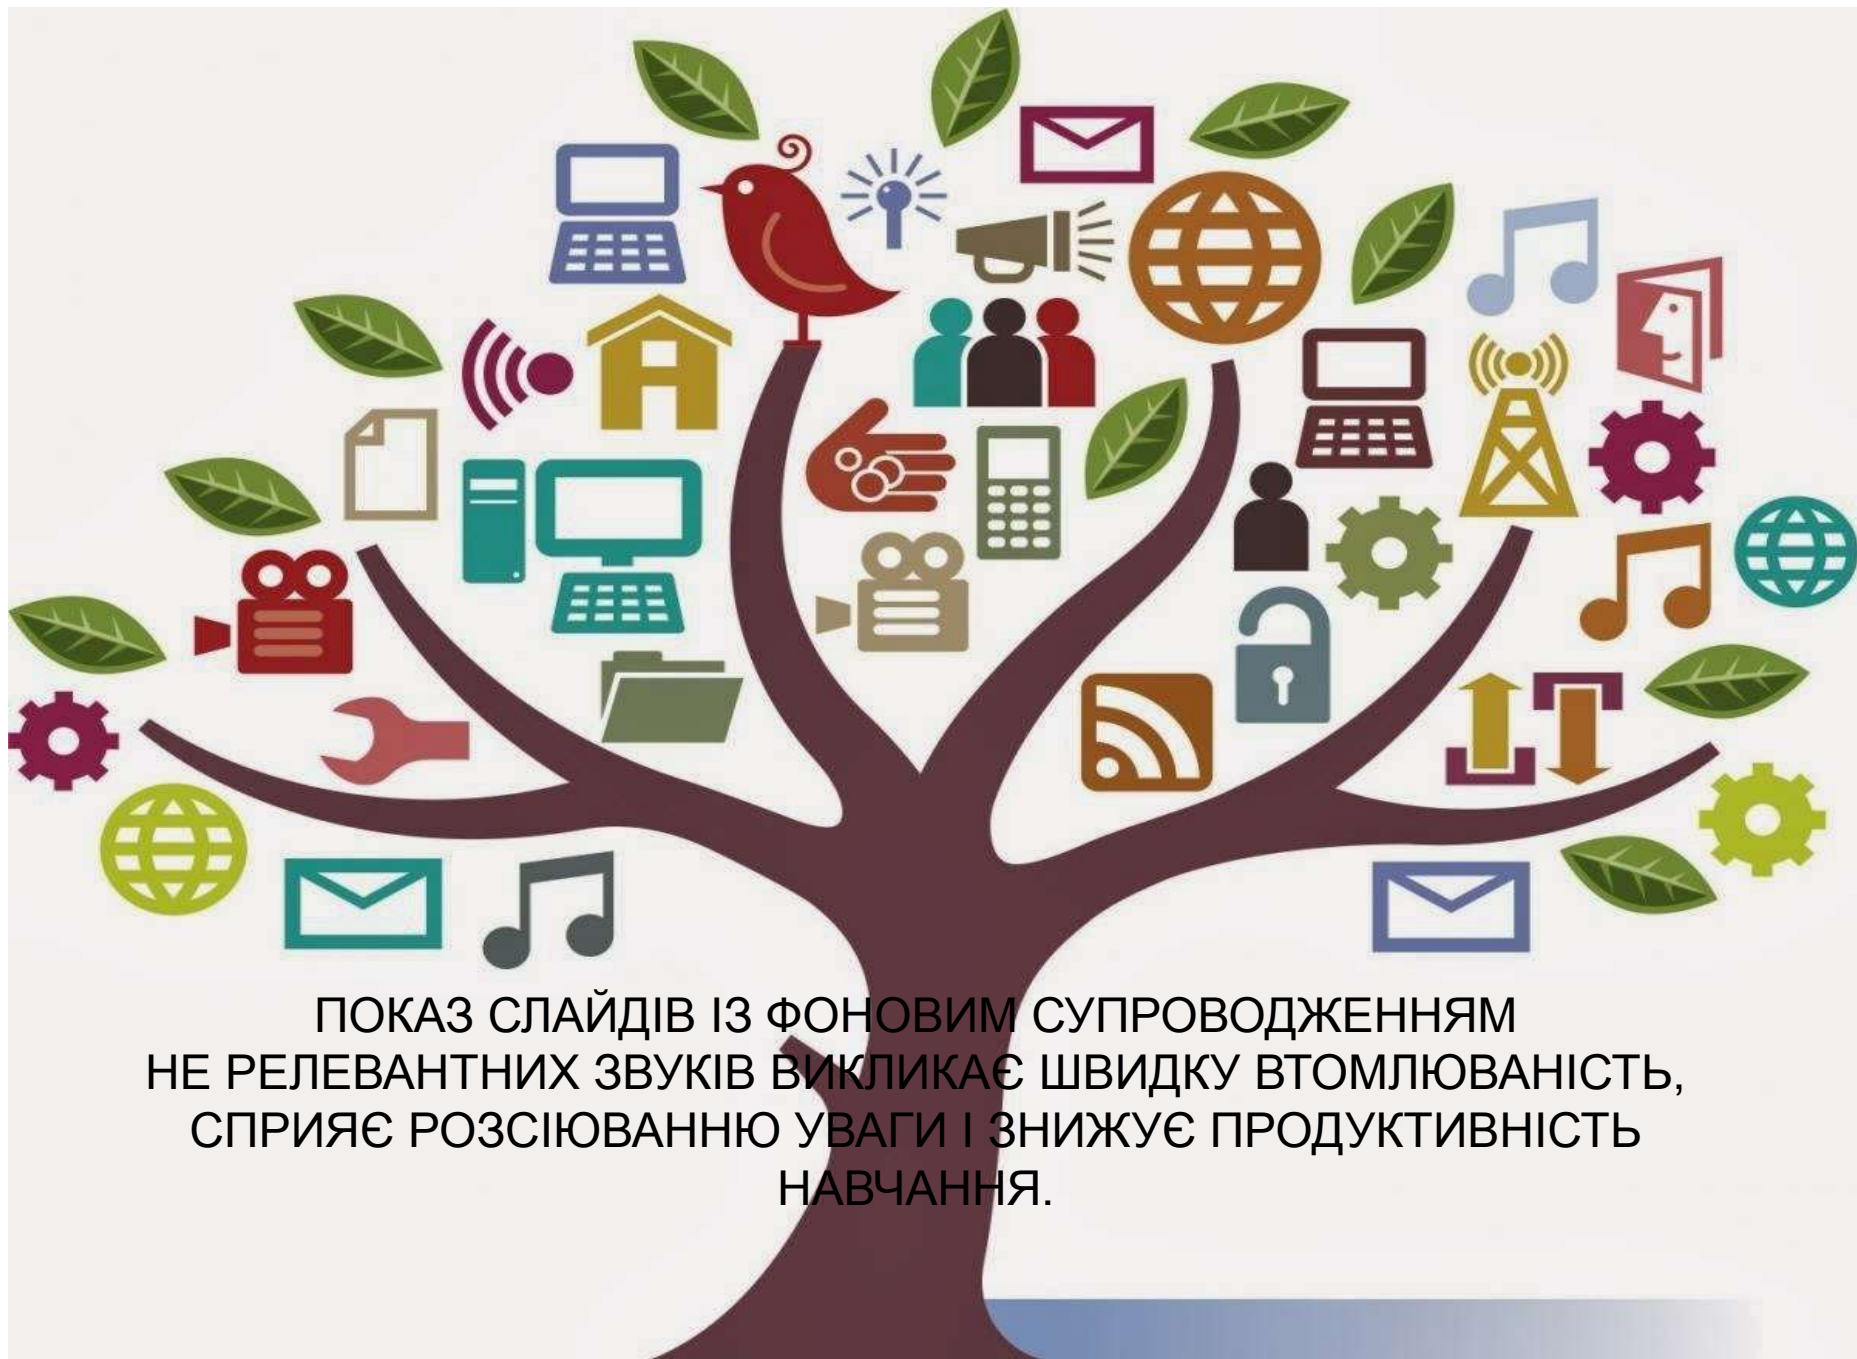 ПОКАЗ СЛАЙДІВ ІЗ ФОНОВИМ СУПРОВОДЖЕННЯМ
НЕ РЕЛЕВАНТНИХ ЗВУКІВ ВИКЛИКАЄ ШВИДКУ ВТОМЛЮВАНІСТЬ,
СПРИЯЄ РОЗСІЮВАННЮ УВАГИ І ЗНИЖУЄ ПРОДУКТИВНІСТЬ
НАВЧАННЯ.